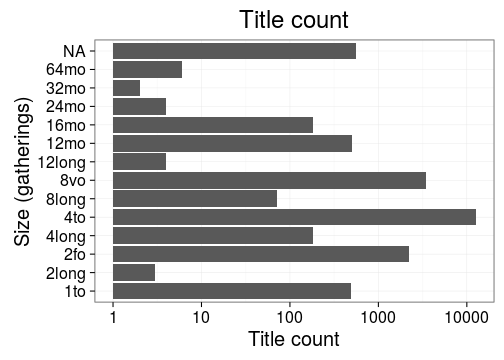 Title count
Size (gatherings)
NA
64mo
32mo
24mo
16mo
12mo
12long
8vo
8long
4to
4long
2fo
2long
1to
1 10 100 1000 10000
Title count